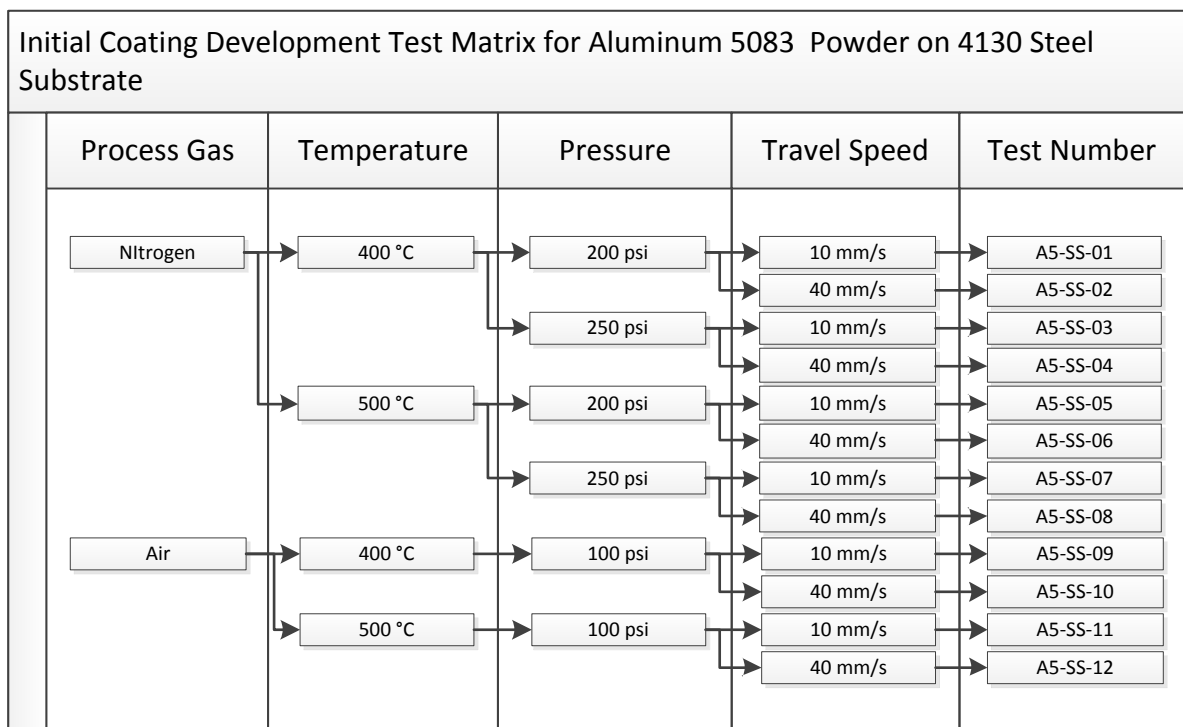 Initial Coating Development Test Matrix for Aluminum 5083 Powder on 4130 Steel
Substrate
Process Gas Temperature Pressure Travel Speed Test Number
NItrogen 400 °C 200 psi 10 mm/s A5-SS-01
40 mm/s A5-SS-02
250 psi 10 mm/s A5-SS-03
40 mm/s A5-SS-04
500 °C 200 psi 10 mm/s A5-SS-05
40 mm/s A5-SS-06
250 psi 10 mm/s A5-SS-07
40 mm/s A5-SS-08
Air 400 °C 100 psi 10 mm/s A5-SS-09
40 mm/s A5-SS-10
500 °C 100 psi 10 mm/s A5-SS-11
40 mm/s A5-SS-12